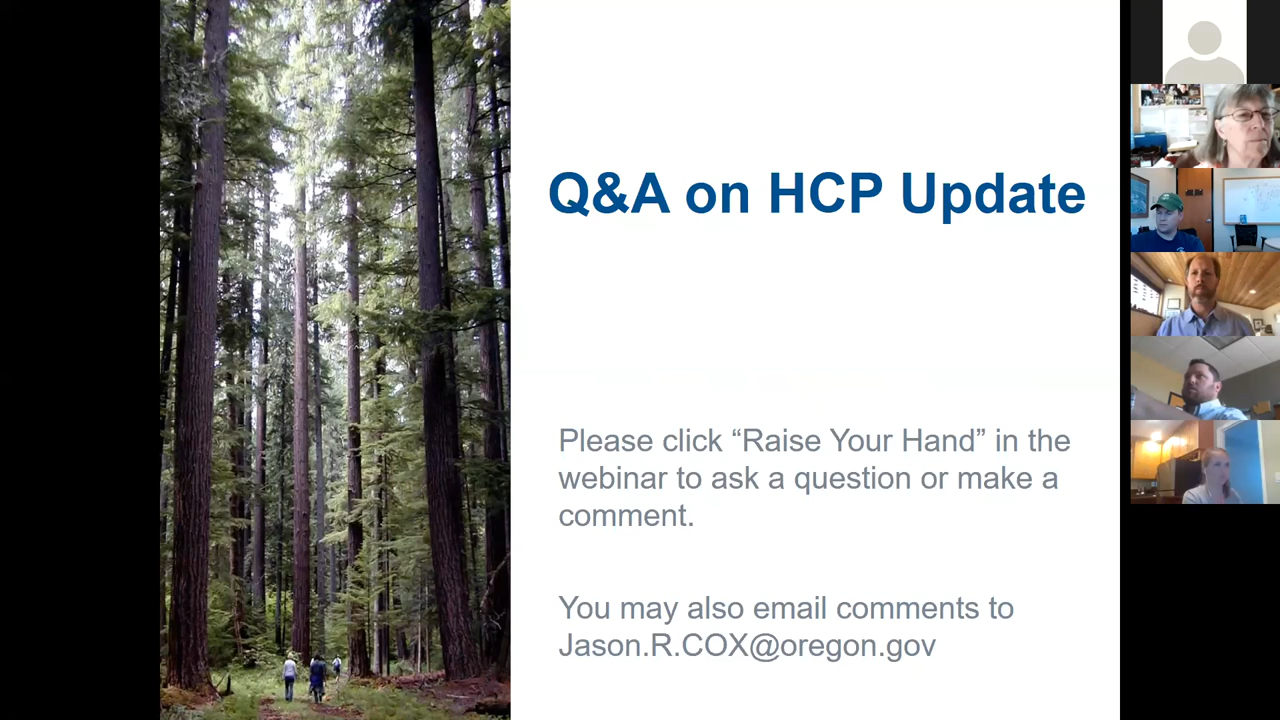 Q&A on HCP Update
Please click “Raise Your Hand” in the
webinar to ask a question or make a
comment.
You may also email comments to
Jason.R.COX@oregon.gov